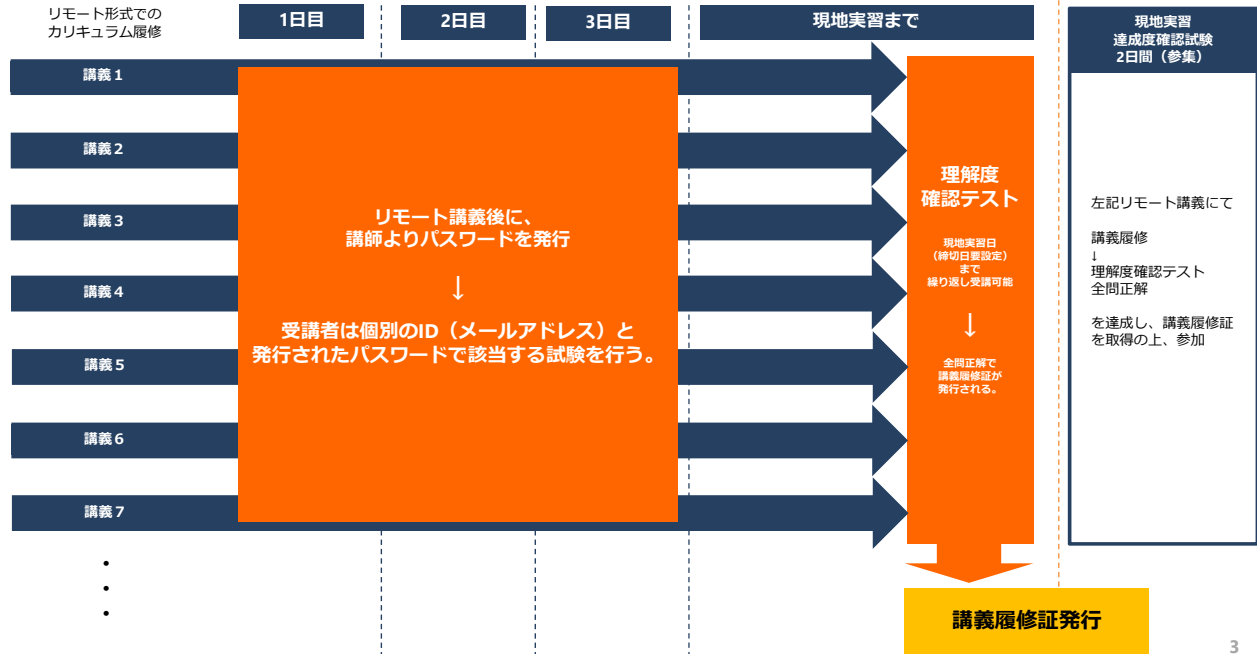 リモート形式での
カリキュラム履修
1日目
2日目
3日目
現地実習まで
現地実習
達成度確認試験
2日間（参集）
講義１
講義２
講義３
講義４
講義５
講義６
講義７
・
・
・
リモート講義後に、
講師よりパスワードを発行
↓
受講者は個別のID（メールアドレス）と
発行されたパスワードで該当する試験を行う。
理解度
確認テスト
現地実習日
（締切日要設定）
まで
繰り返し受講可能
↓
全問正解で
講義履修証が
発行される。
講義履修証発行
左記リモート講義にて
講義履修
↓
理解度確認テスト
全問正解
を達成し、講義履修証
を取得の上、参加
3